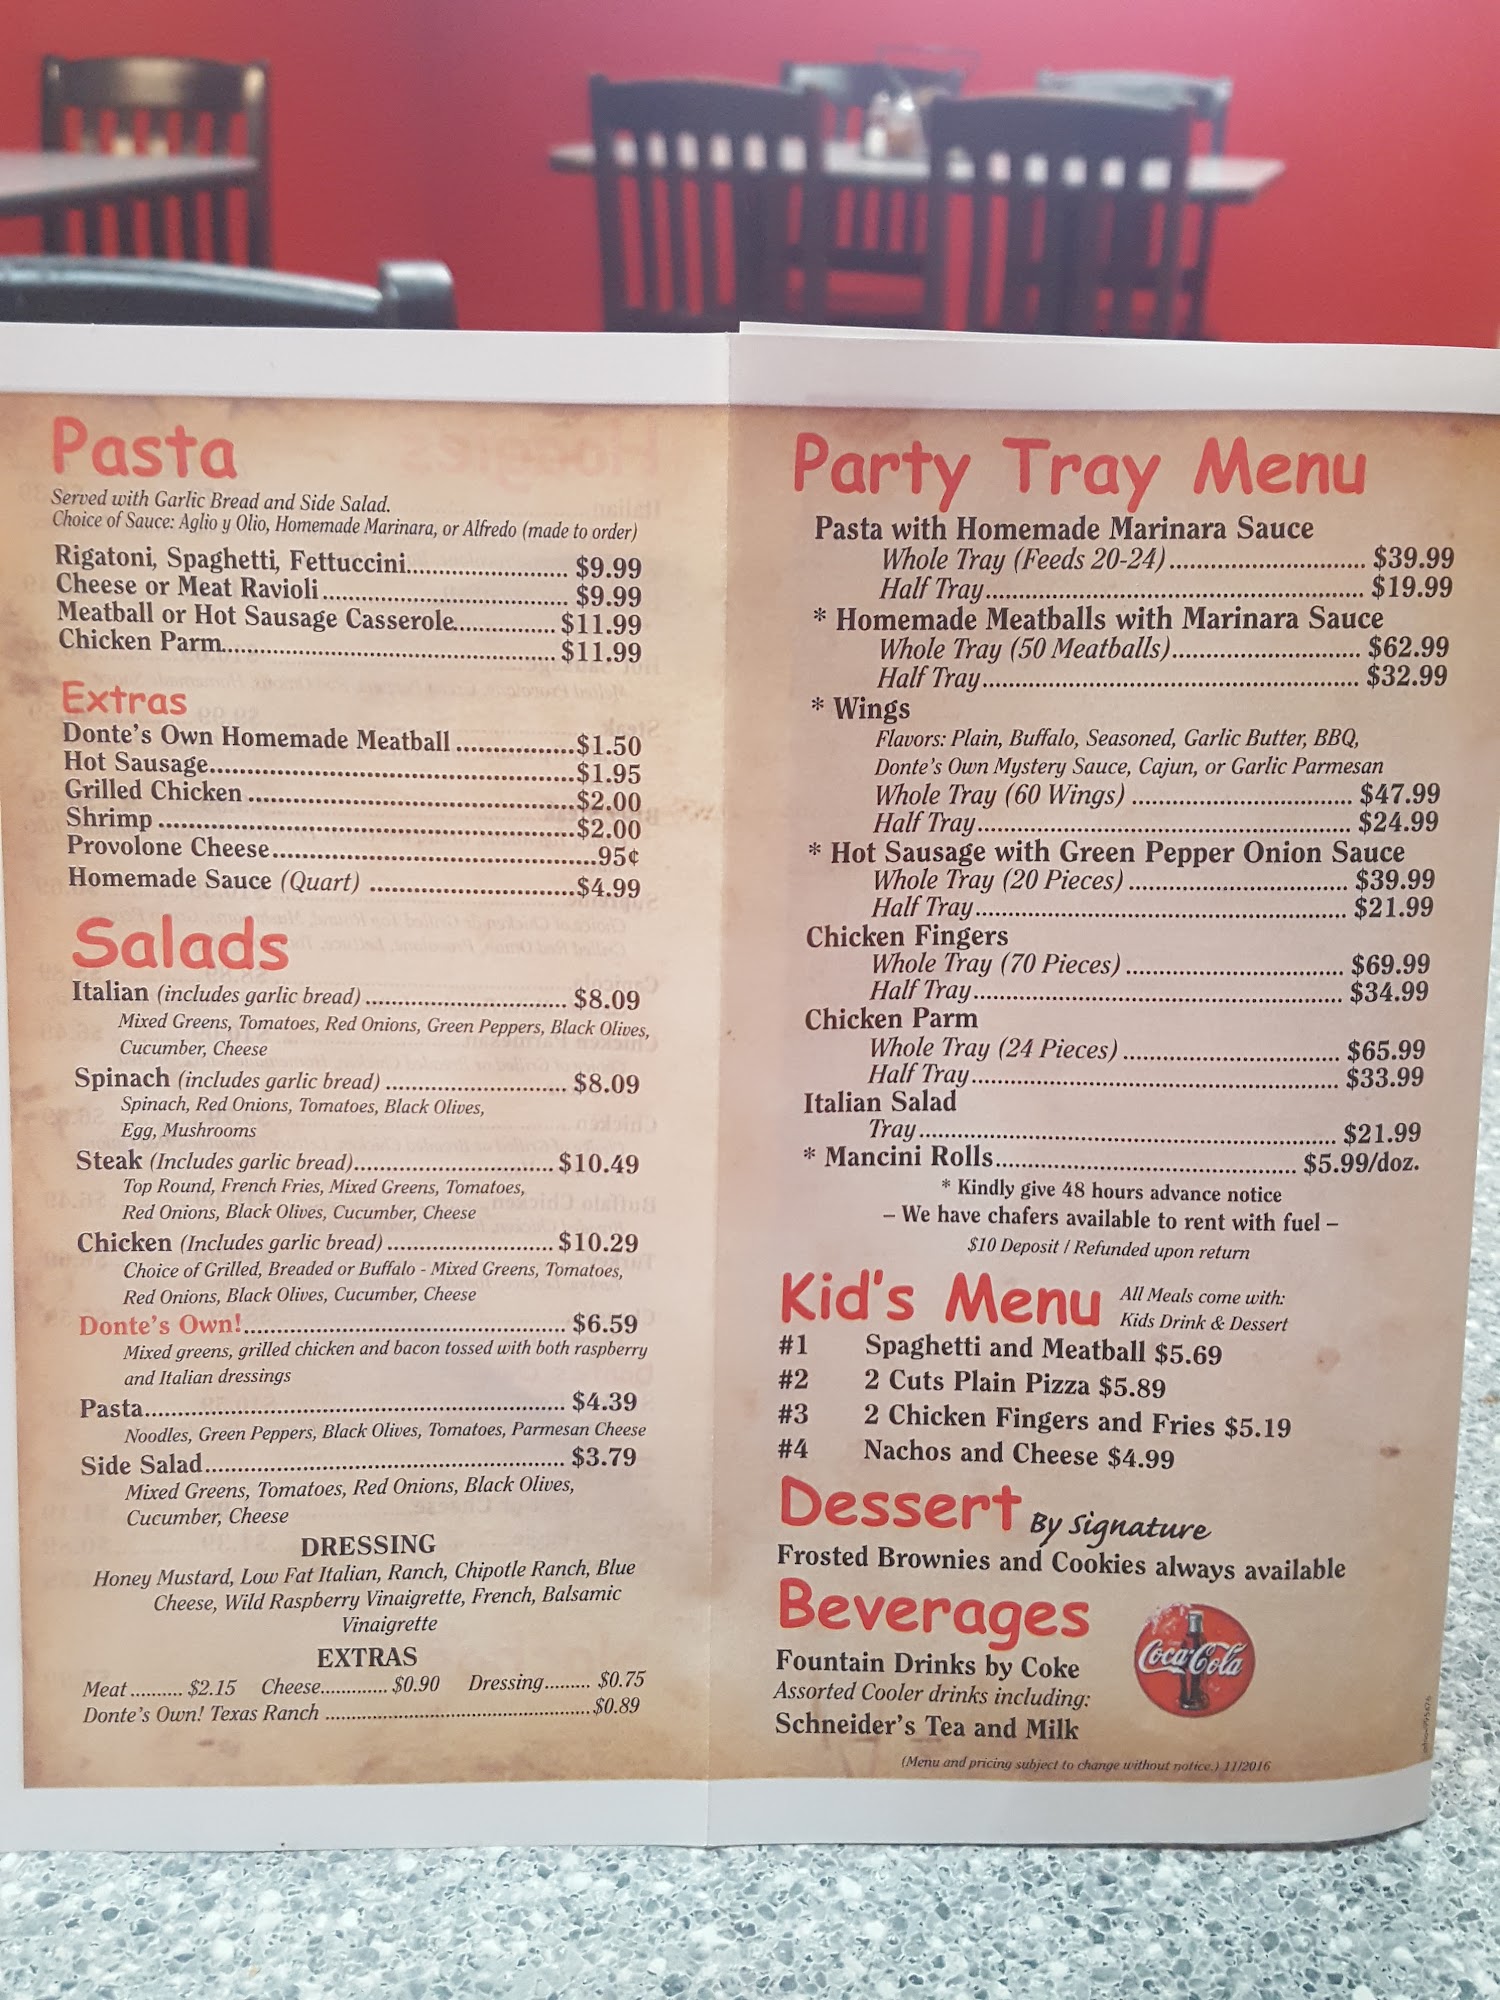 Pasta
Served with Garlic Bread and Side Salad.
Choice of Sauce: Aglio y Olio, Homemade Marinara, or Alfredo (made to order)
Rigatoni, Spaghetti, Fettuccini..................... $9.99
Cheese or Meat Ravioli................................ $9.99
Meatball or Hot Sausage Casserole............... $11.99
Chicken Parm............................................. $11.99
Extras
Donte's Own Homemade Meatball ...............$1.50
Hot Sausage...............................................$1.95
Grilled Chicken ..........................................$2.00
Shrimp .....................................................$2.00
Provolone Cheese..........................................95¢
Homemade Sauce (Quart) ..........................$4.99
Salads
Italian (includes garlic bread) ............................. $8.09
Mixed Greens, Tomatoes, Red Onions, Green Peppers, Black Olives,
Cucumber, Cheese
Spinach (includes garlic bread) .......................... $8.09
Spinach, Red Onions, Tomatoes, Black Olives,
Egg, Mushrooms
Steak (Includes garlic bread)............................. $10.49
Top Round, French Fries, Mixed Greens, Tomatoes,
Red Onions, Black Olives, Cucumber, Cheese
Chicken (Includes garlic bread) ........................ $10.29
Choice of Grilled, Breaded or Buffalo - Mixed Greens, Tomatoes,
Red Onions, Black Olives, Cucumber, Cheese
Donte's Own!............................................... $6.59
Mixed greens, grilled chicken and bacon tossed with both raspberry
and Italian dressings
Pasta............................................................ $4.39
Noodles, Green Peppers, Black Olives, Tomatoes, Parmesan Cheese
Side Salad.................................................... $3.79
Mixed Greens, Tomatoes, Red Onions, Black Olives,
Cucumber, Cheese
DRESSING
Honey Mustard, Low Fat Italian, Ranch, Chipotle Ranch, Blue
Cheese, Wild Raspberry Vinaigrette, French, Balsamic
Vinaigrette
EXTRAS
Meat .......... $2.15 Cheese............. $0.90 Dressing......... $0.75
Donte's Own! Texas Ranch .....................................................$0.89
Party Tray Menu
Pasta with Homemade Marinara Sauce
Whole Tray (Feeds 20-24) ............................ $39.99
Half Tray...................................................... $19.99
* Homemade Meatballs with Marinara Sauce
Whole Tray (50 Meatballs)........................... $62.99
Half Tray...................................................... $32.99
* Wings
Flavors: Plain, Buffalo, Seasoned, Garlic Butter, BBQ,
Donte's Own Mystery Sauce, Cajun, or Garlic Parmesan
Whole Tray (60 Wings) ................................ $47.99
Half Tray...................................................... $24.99
* Hot Sausage with Green Pepper Onion Sauce
Whole Tray (20 Pieces) ................................ $39.99
Half Tray...................................................... $21.99
Chicken Fingers
Whole Tray (70 Pieces) ............................... $69.99
Half Tray...................................................... $34.99
Chicken Parm
Whole Tray (24 Pieces) ............................... $65.99
Half Tray...................................................... $33.99
Italian Salad
Tray............................................................. $21.99
* Mancini Rolls............................................ $5.99/doz.
* Kindly give 48 hours advance notice
– We have chafers available to rent with fuel –
$10 Deposit / Refunded upon return
Kid's Menu All Meals come with:
Kids Drink & Dessert
#1 Spaghetti and Meatball $5.69
#2 2 Cuts Plain Pizza $5.89
#3 2 Chicken Fingers and Fries $5.19
#4 Nachos and Cheese $4.99
Dessert By Signature
Frosted Brownies and Cookies always available
Beverages
Fountain Drinks by Coke
Coca-Cola
Assorted Cooler drinks including:
Schneider's Tea and Milk
(Menu and pricing subject to change without notice.) 11/2016